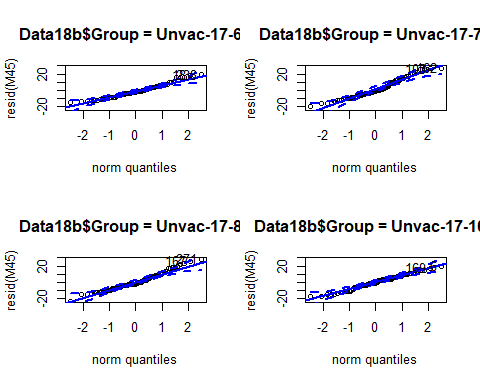 Data18b$Group = Unvac-17-6
Data18b$Group = Unvac-17-7
resid(M45)
20
-20
-2 -1 0 1 2
norm quantiles
resid(M45)
20
-20
-2 -1 0 1 2
norm quantiles
Data18b$Group = Unvac-17-8
Data18b$Group = Unvac-17-10
resid(M45)
20
-20
-2 -1 0 1 2
norm quantiles
resid(M45)
20
-20
-2 -1 0 1 2
norm quantiles